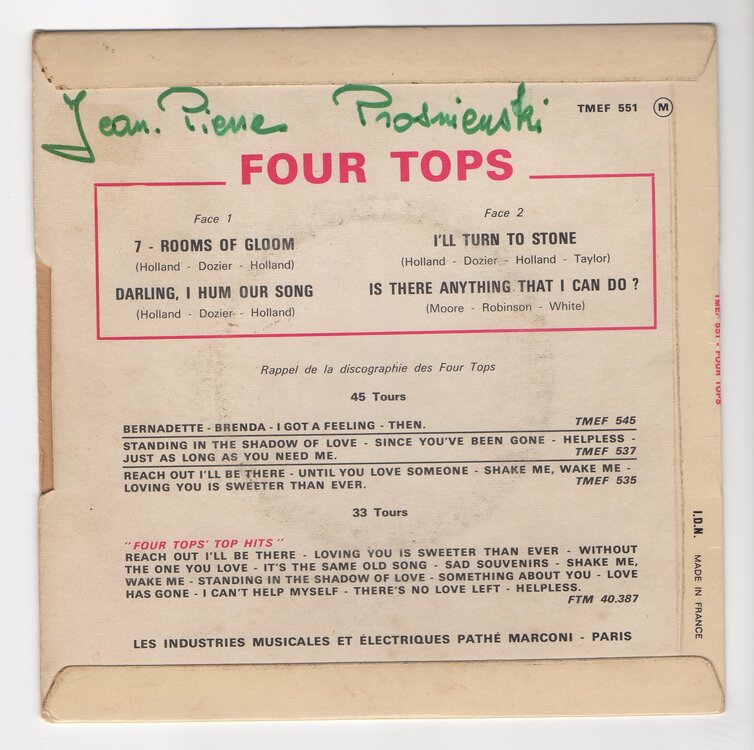 Jean-Pierre Prosnienski
TMEF 551 M
FOUR TOPS
Face 1
7 - ROOMS OF GLOOM
(Holland - Dozier - Holland)
DARLING, I HUM OUR SONG
(Holland - Dozier - Holland)
Face 2
I'LL TURN TO STONE
(Holland - Dozier - Holland - Taylor)
IS THERE ANYTHING THAT I CAN DO ?
(Moore - Robinson - White)
Rappel de la discographie des Four Tops
45 Tours
BERNADETTE - BRENDA - I GOT A FEELING - THEN. TMEF 545
STANDING IN THE SHADOW OF LOVE - SINCE YOU'VE BEEN GONE - HELPLESS -
JUST AS LONG AS YOU NEED ME. TMEF 537
REACH OUT I'LL BE THERE - UNTIL YOU LOVE SOMEONE - SHAKE ME, WAKE ME -
LOVING YOU IS SWEETER THAN EVER. TMEF 535
33 Tours
"FOUR TOPS' TOP HITS"
REACH OUT I'LL BE THERE - LOVING YOU IS SWEETER THAN EVER - WITHOUT
THE ONE YOU LOVE - IT'S THE SAME OLD SONG - SAD SOUVENIRS - SHAKE ME,
WAKE ME - STANDING IN THE SHADOW OF LOVE - SOMETHING ABOUT YOU - LOVE
HAS GONE - I CAN'T HELP MYSELF - THERE'S NO LOVE LEFT - HELPLESS.
FTM 40.387
LES INDUSTRIES MUSICALES ET ÉLECTRIQUES PATHÉ MARCONI - PARIS
TMEF 551 - FOUR TOPS
I.D.N. MADE IN FRANCE